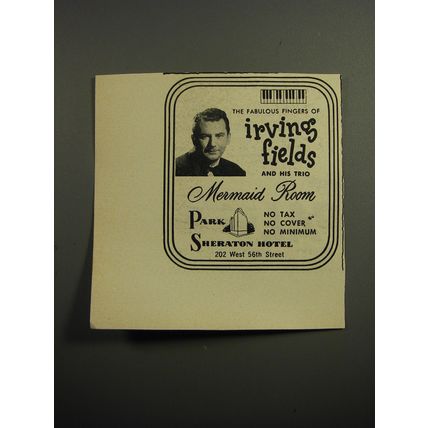 THE FABULOUS FINGERS OF
irving
fields
AND HIS TRIO
Mermaid Room
PARK
SHERATON HOTEL
NO TAX
NO COVER
NO MINIMUM
202 West 56th Street